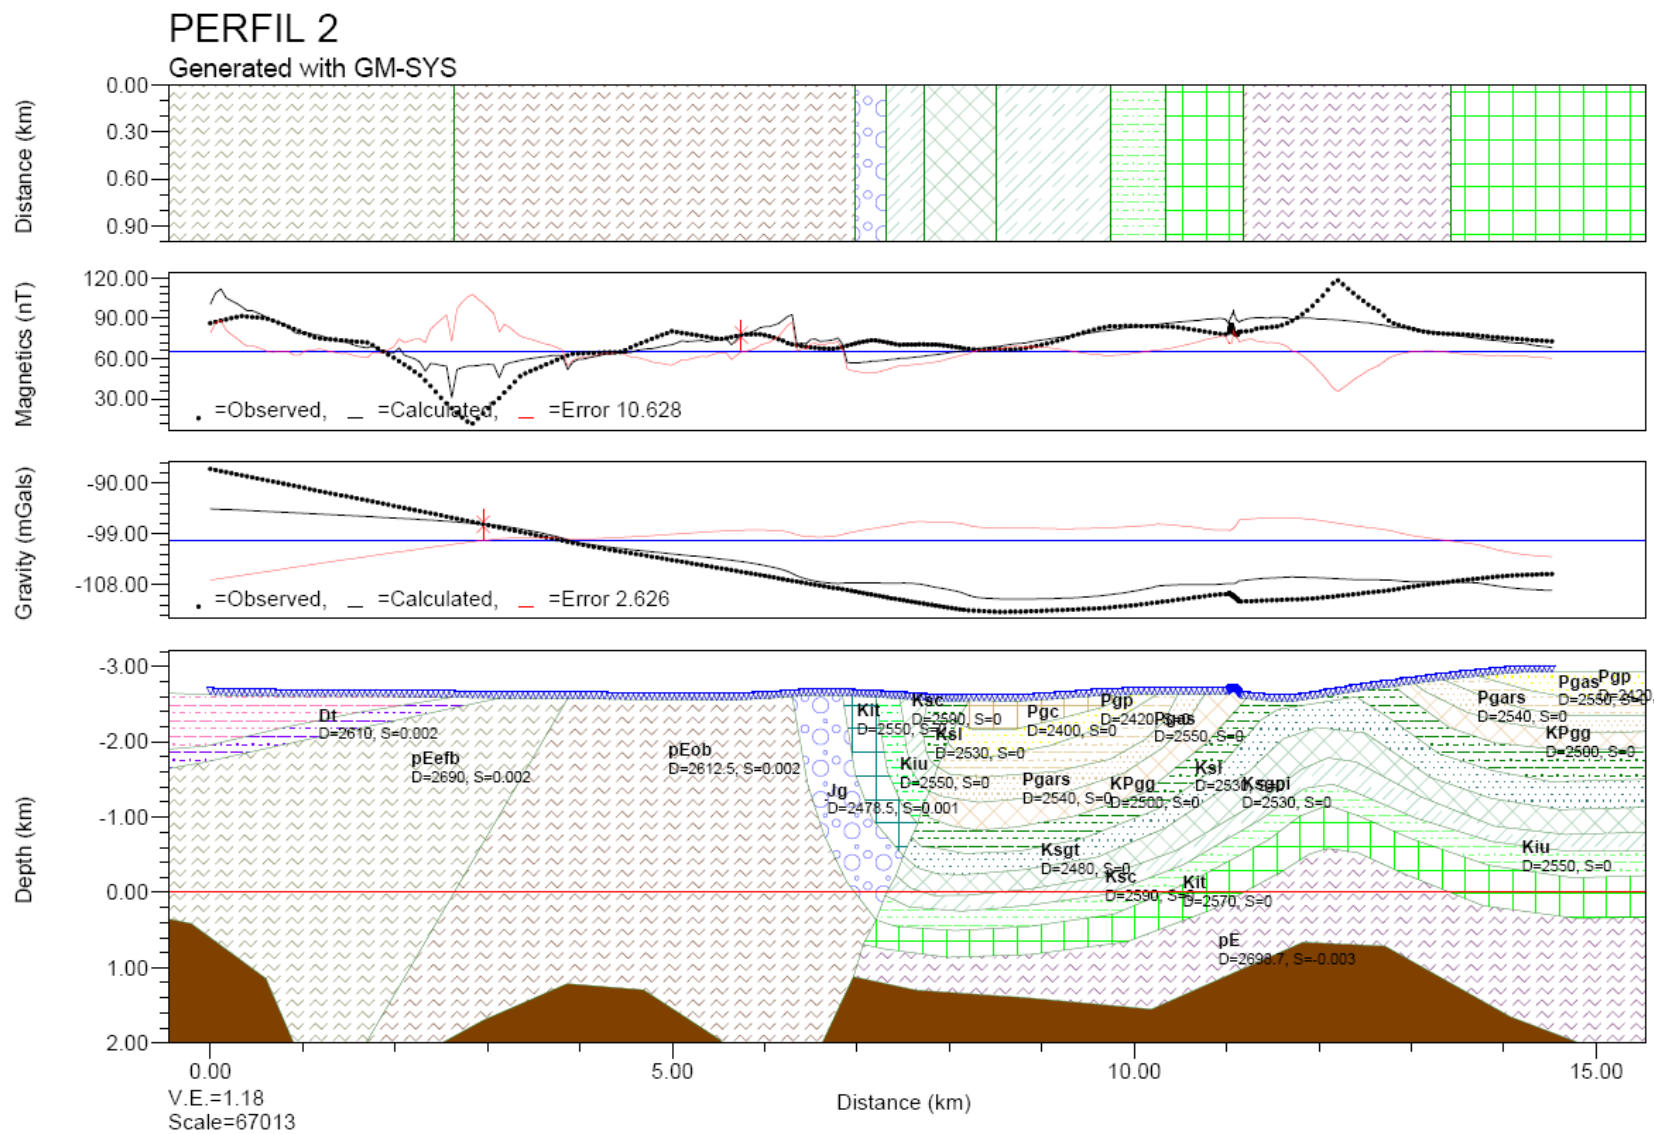 PERFIL 2
Generated with GM-SYS
Distance (km)
0.00
0.30
0.60
0.90
Magnetics (nT)
120.00
90.00
60.00
30.00
=Observed, =Calculated, =Error 10.628
Gravity (mGals)
-90.00
-99.00
-108.00
=Observed, =Calculated, =Error 2.626
Depth (km)
-3.00
-2.00
-1.00
0.00
1.00
2.00
Dt
D=2610, S=0.002
pEefb
D=2690, S=0.002
pEob
D=2612.5, S=0.002
Jg
D=2478.5, S=0.001
Kit
D=2550, S=0
Ksc
D=2590, S=0
Ksl
D=2530, S=0
Kiu
D=2550, S=0
Pgc
D=2400, S=0
Pgp
D=2420, S=0
Pgas
D=2550, S=0
Pgars
D=2540, S=0
KPgg
D=2500, S=0
Ksl
D=2530, S=0
Ksgpi
D=2530, S=0
Ksgt
D=2480, S=0
Ksc
D=2590, S=0
Kit
D=2570, S=0
pE
D=2698.7, S=-0.003
Pgars
D=2540, S=0
Pgas
D=2550, S=0
Pgp
D=2420,
KPgg
D=2500, S=0
Kiu
D=2550, S=0
0.00 5.00 10.00 15.00
Distance (km)
V.E.=1.18
Scale=67013